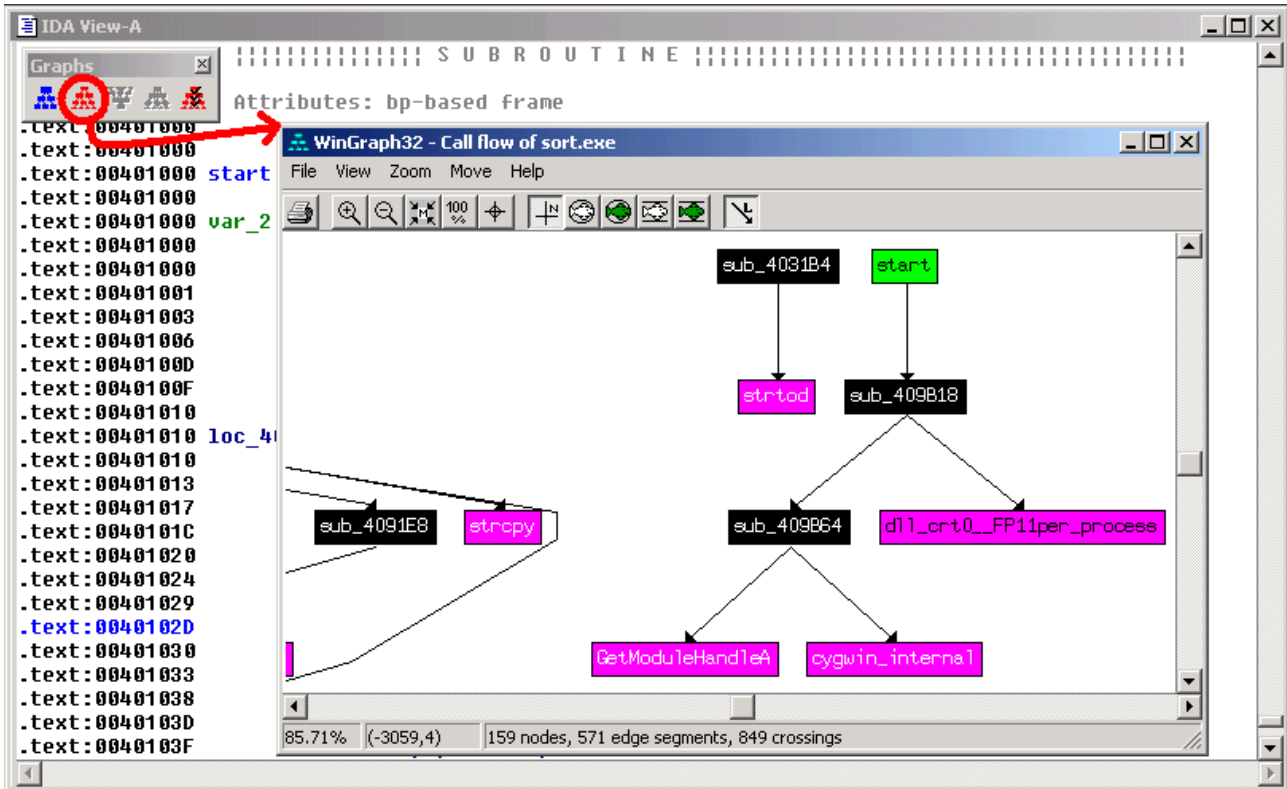 IDA View-A
Graphs
S U B R O U T I N E
Attributes: bp-based frame
.text:00401000
.text:00401000
.text:00401000 start
.text:00401000
.text:00401000 var_2
.text:00401000
.text:00401000
.text:00401001
.text:00401003
.text:00401006
.text:0040100D
.text:0040100F
.text:00401010
.text:00401010 loc_4
.text:00401010
.text:00401013
.text:00401017
.text:0040101C
.text:00401020
.text:00401024
.text:00401029
.text:0040102D
.text:00401030
.text:00401033
.text:00401038
.text:0040103D
.text:0040103F
WinGraph32 - Call flow of sort.exe
File View Zoom Move Help
M 100 % N
sub_4031B4 start
strtod sub_409B18
sub_4091E8 strcpy sub_409B64 dll_crt0__FP11per_process
GetModuleHandleA cygwin_internal
85.71% (-3059,4) 159 nodes, 571 edge segments, 849 crossings